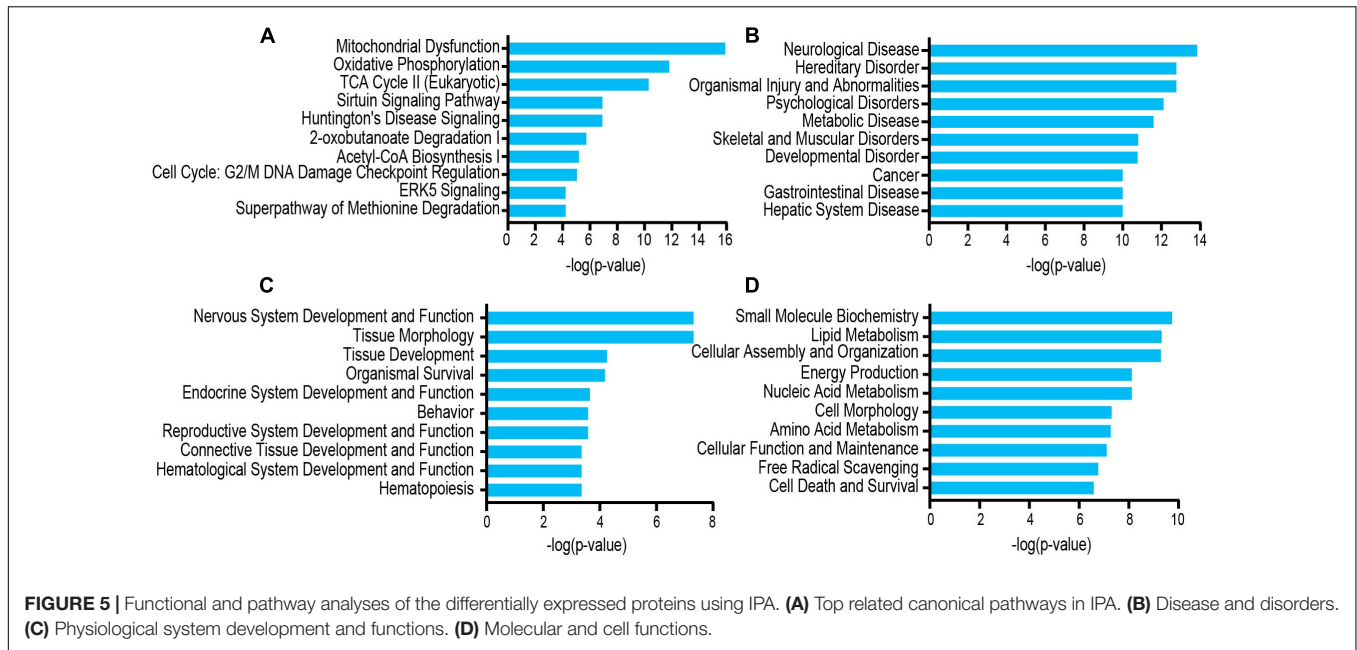 A
Mitochondrial Dysfunction
Oxidative Phosphorylation
TCA Cycle II (Eukaryotic)
Sirtuin Signaling Pathway
Huntington's Disease Signaling
2-oxobutanoate Degradation I
Acetyl-CoA Biosynthesis I
Cell Cycle: G2/M DNA Damage Checkpoint Regulation
ERK5 Signaling
Superpathway of Methionine Degradation
0 2 4 6 8 10 12 14 16
-log(p-value)
B
Neurological Disease
Hereditary Disorder
Organismal Injury and Abnormalities
Psychological Disorders
Metabolic Disease
Skeletal and Muscular Disorders
Developmental Disorder
Cancer
Gastrointestinal Disease
Hepatic System Disease
0 2 4 6 8 10 12 14
-log(p-value)
C
Nervous System Development and Function
Tissue Morphology
Tissue Development
Organismal Survival
Endocrine System Development and Function
Behavior
Reproductive System Development and Function
Connective Tissue Development and Function
Hematological System Development and Function
Hematopoiesis
0 2 4 6 8
-log(p-value)
D
Small Molecule Biochemistry
Lipid Metabolism
Cellular Assembly and Organization
Energy Production
Nucleic Acid Metabolism
Cell Morphology
Amino Acid Metabolism
Cellular Function and Maintenance
Free Radical Scavenging
Cell Death and Survival
0 2 4 6 8 10
-log(p-value)
FIGURE 5 | Functional and pathway analyses of the differentially expressed proteins using IPA. (A) Top related canonical pathways in IPA. (B) Disease and disorders.
(C) Physiological system development and functions. (D) Molecular and cell functions.